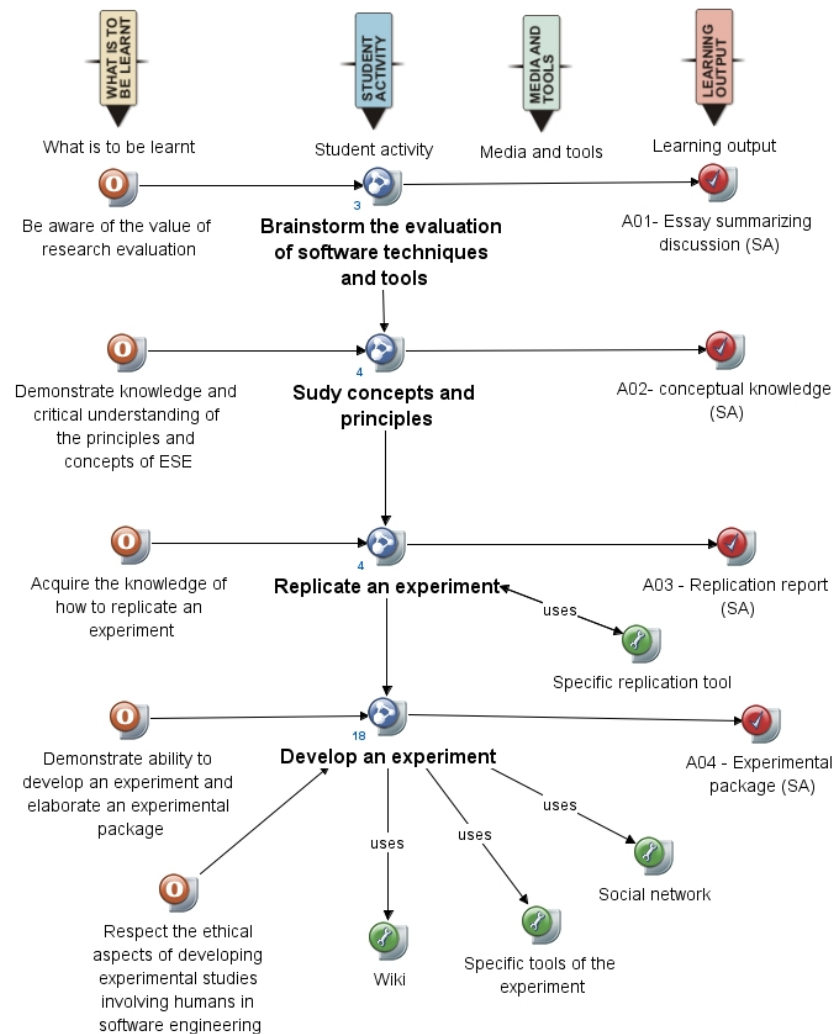 WHAT IS TO
BE LEARNT
STUDENT
ACTIVITY
MEDIA AND
TOOLS
LEARNING
OUTPUT
What is to be learnt
Student activity
Media and tools
Learning output
3
Be aware of the value of
research evaluation
Brainstorm the evaluation
of software techniques
and tools
A01- Essay summarizing
discussion (SA)
4
Demonstrate knowledge and
critical understanding of
the principles and
concepts of ESE
Sudy concepts and
principles
A02- conceptual knowledge
(SA)
4
Acquire the knowledge of
how to replicate an
experiment
Replicate an experiment
A03 - Replication report
(SA)
uses
Specific replication tool
18
Demonstrate ability to
develop an experiment and
elaborate an experimental
package
Develop an experiment
A04 - Experimental
package (SA)
uses
uses
uses
Social network
Respect the ethical
aspects of developing
experimental studies
involving humans in
software engineering
Wiki
Specific tools of the
experiment